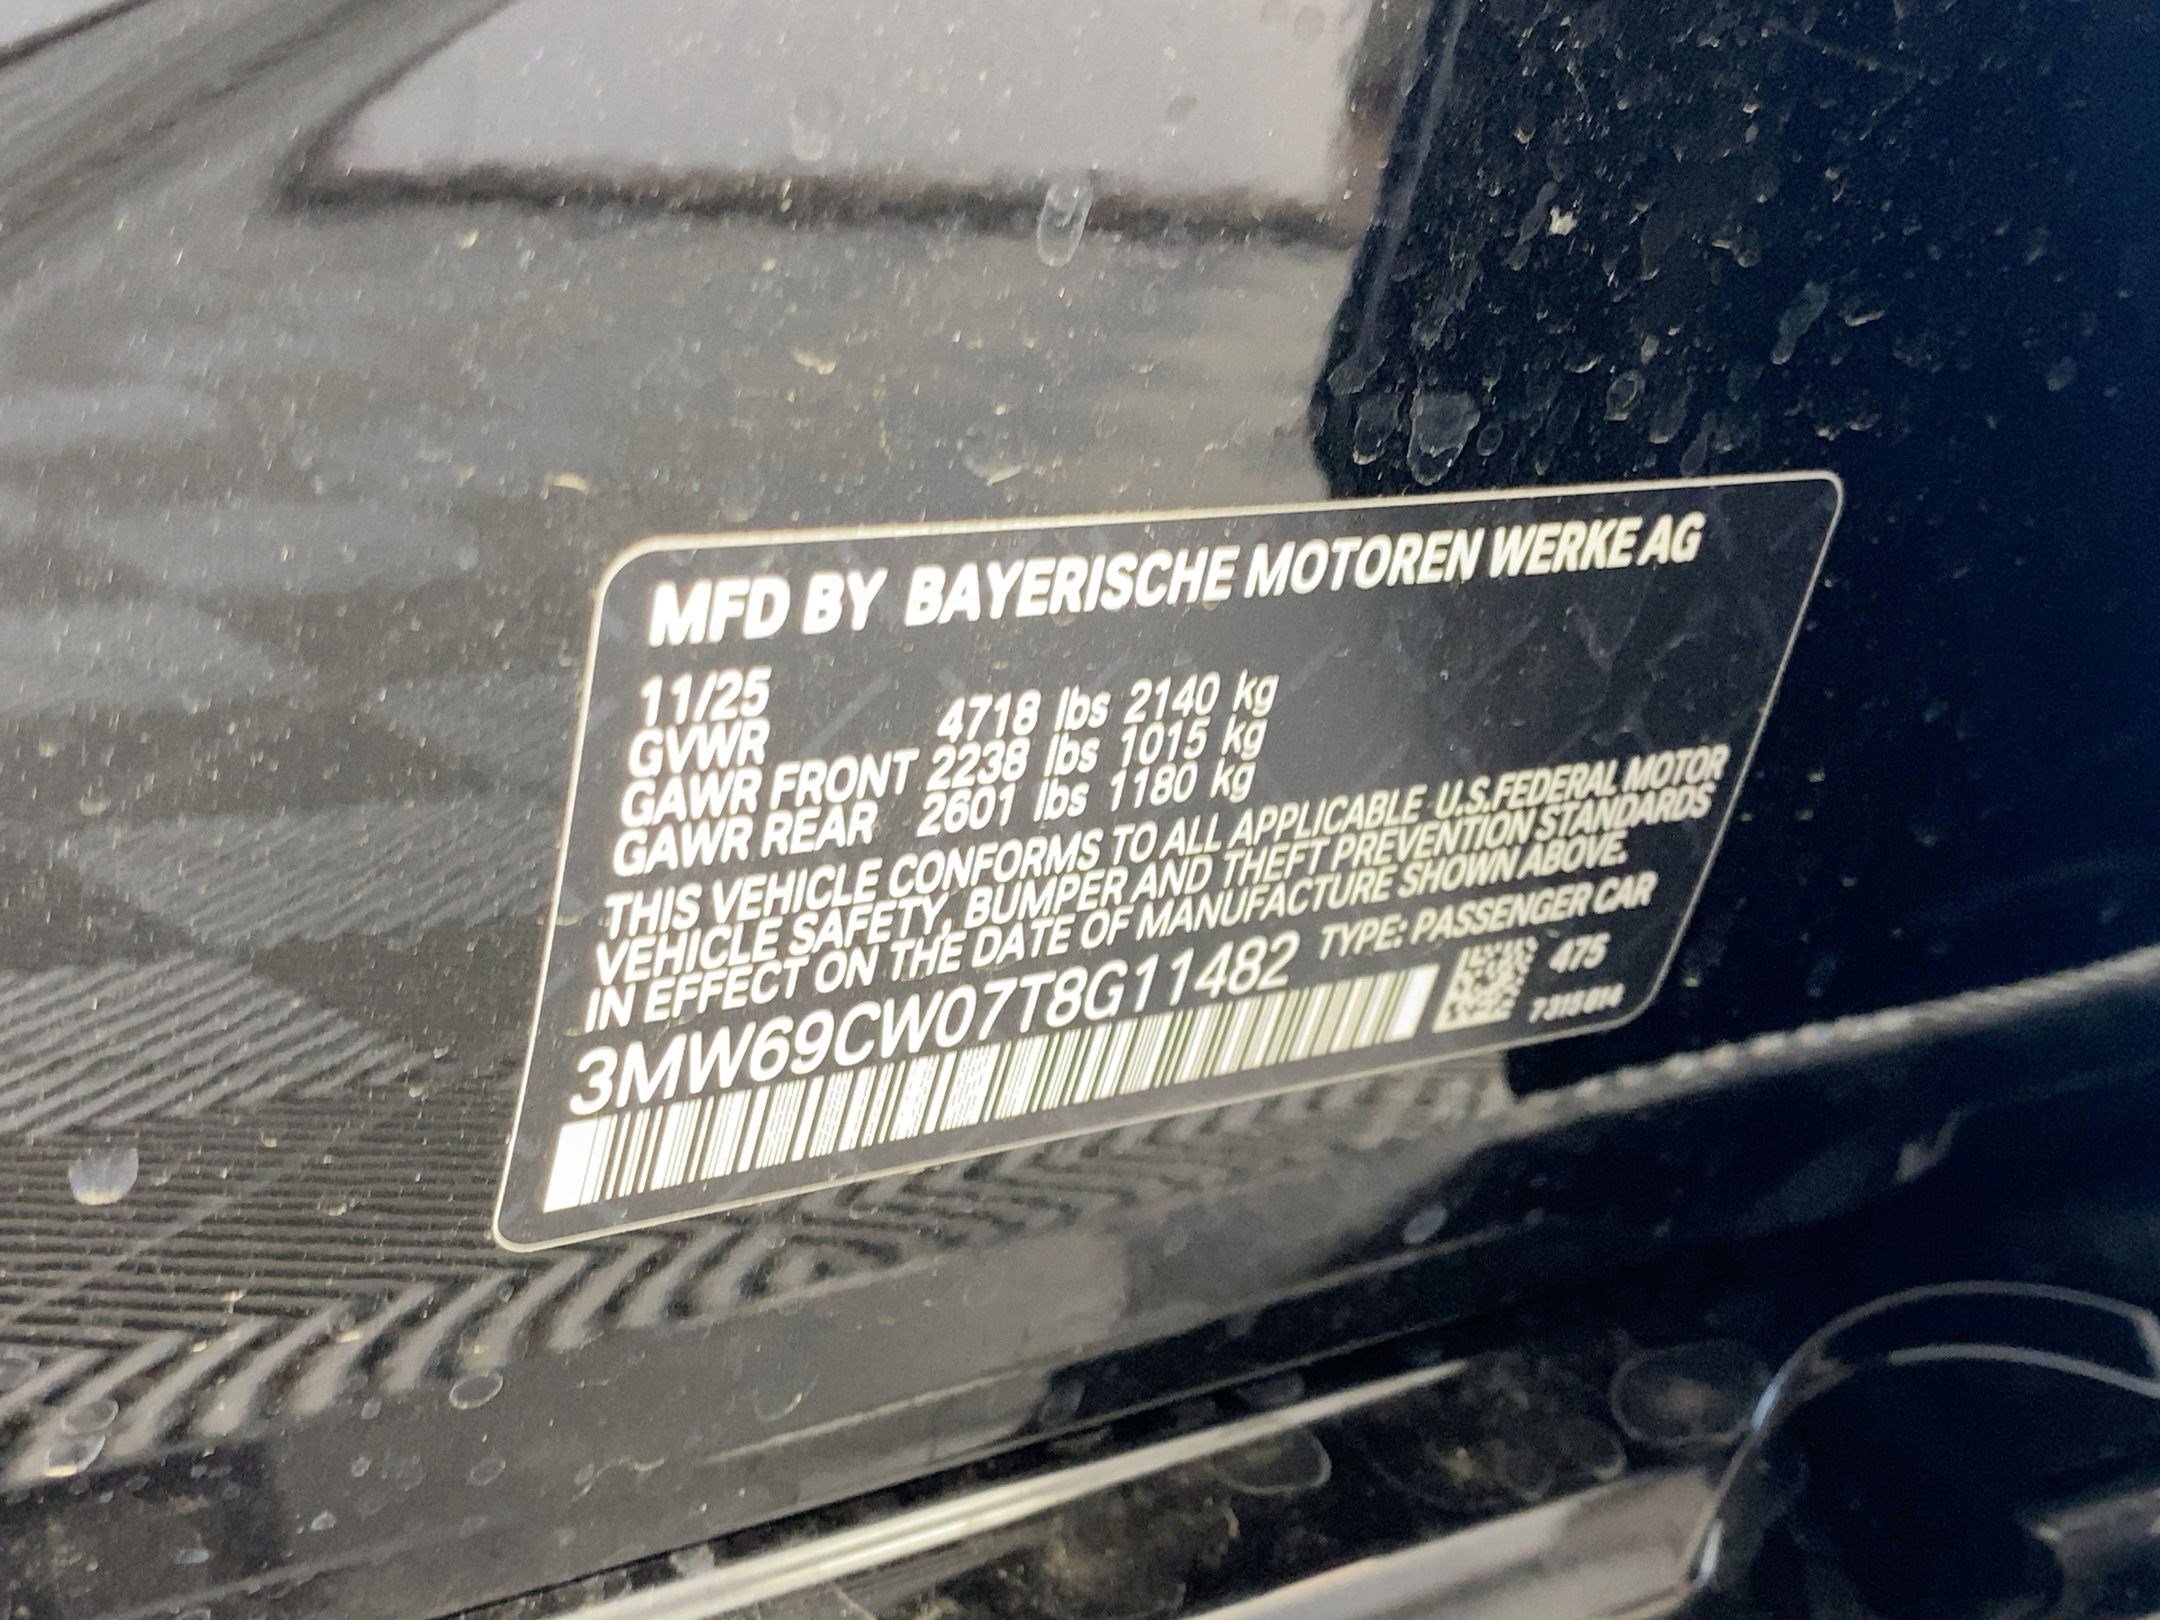 MFD BY BAYERISCHE MOTOREN WERKE AG
11/25
GVWR 4718 lbs 2140 kg
GAWR FRONT 2238 lbs 1015 kg
GAWR REAR 2601 lbs 1180 kg
THIS VEHICLE CONFORMS TO ALL APPLICABLE U.S.FEDERAL MOTOR
VEHICLE SAFETY, BUMPER AND THEFT PREVENTION STANDARDS
IN EFFECT ON THE DATE OF MANUFACTURE SHOWN ABOVE.
3MW69CW07T8G11482 TYPE: PASSENGER CAR
475